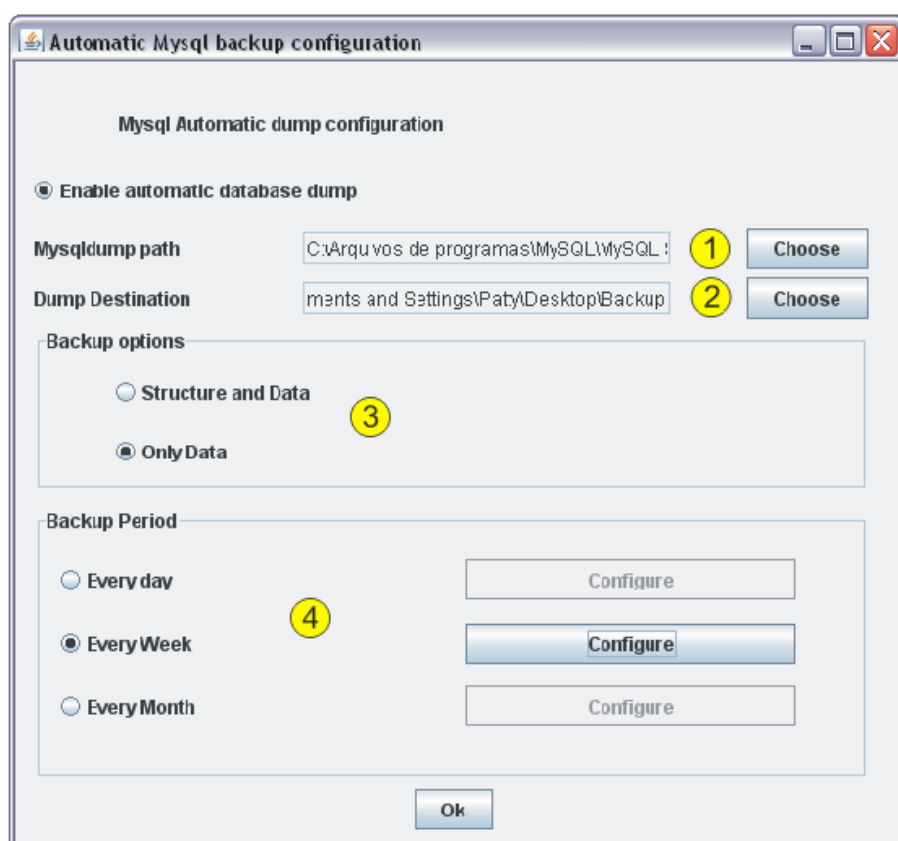 Automatic Mysql backup configuration
Mysql Automatic dump configuration
Enable automatic database dump
Mysqldump path C:\Arquivos de programas\MySQL\MySQL 1 Choose
Dump Destination ments and Settings\Paty\Desktop\Backup 2 Choose
Backup options
Structure and Data
3
Only Data
Backup Period
Every day Configure
4
Every Week Configure
Every Month Configure
Ok